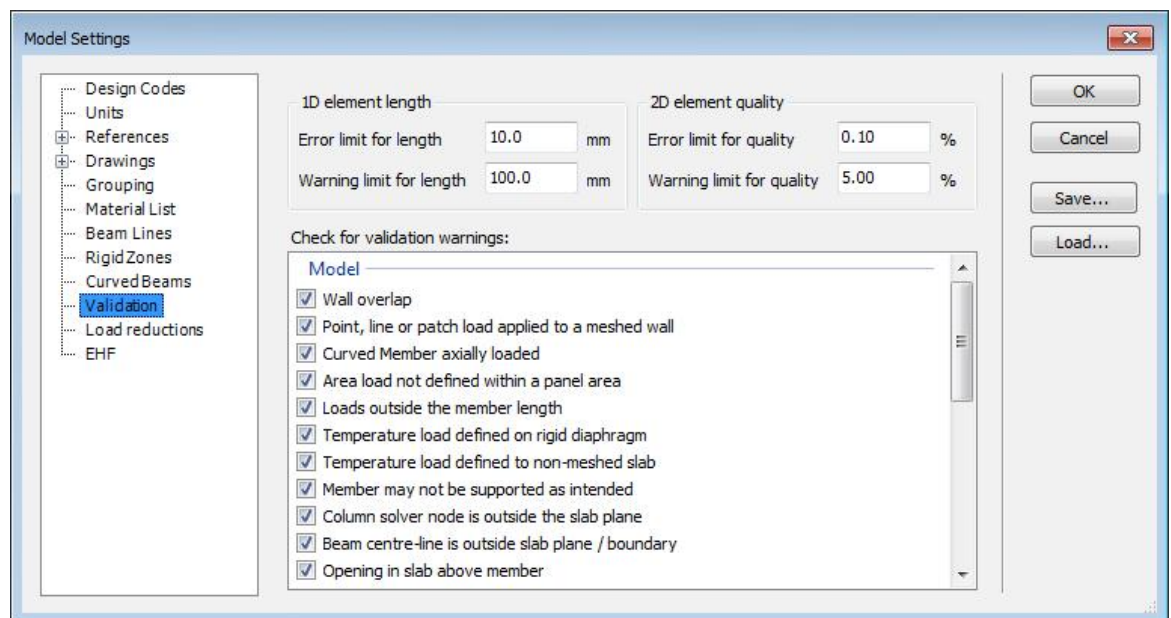 Model Settings
Design Codes
Units
References
Drawings
Grouping
Material List
Beam Lines
Rigid Zones
Curved Beams
Validation
Load reductions
EHF
1D element length
Error limit for length 10.0 mm
Warning limit for length 100.0 mm
2D element quality
Error limit for quality 0.10 %
Warning limit for quality 5.00 %
Check for validation warnings:
Model
Wall overlap
Point, line or patch load applied to a meshed wall
Curved Member axially loaded
Area load not defined within a panel area
Loads outside the member length
Temperature load defined on rigid diaphragm
Temperature load defined to non-meshed slab
Member may not be supported as intended
Column solver node is outside the slab plane
Beam centre-line is outside slab plane / boundary
Opening in slab above member
OK
Cancel
Save...
Load...